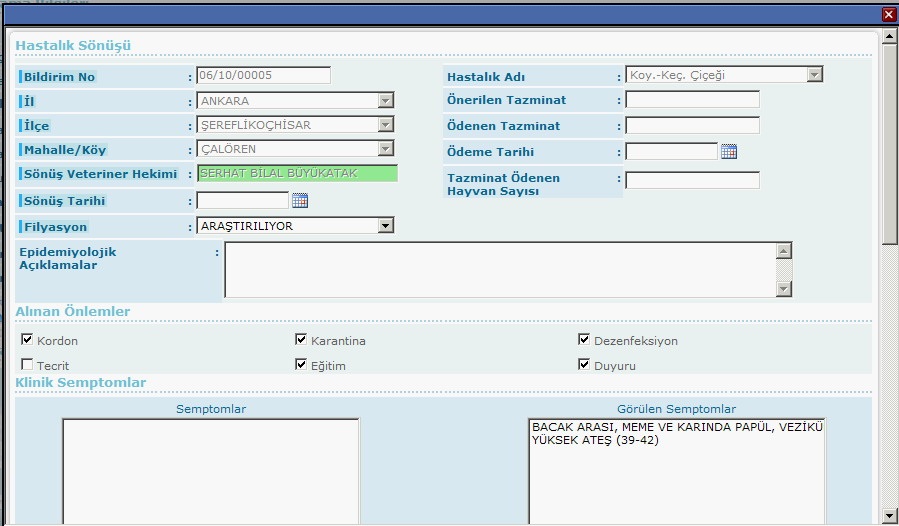 Hastalık Sönüşü
Bildirim No : 06/10/00005
Hastalık Adı : Koy.-Keç. Çiçeği
İl : ANKARA
Önerilen Tazminat :
İlçe : ŞEREFLİKOÇHİSAR
Ödenen Tazminat :
Mahalle/Köy : ÇALÖREN
Ödeme Tarihi :
Sönüş Veteriner Hekimi : SERHAT BİLAL BÜYÜKATAK
Tazminat Ödenen :
Hayvan Sayısı
Sönüş Tarihi :
Filyasyon : ARAŞTIRILIYOR
Epidemiyolojik :
Açıklamalar
Alınan Önlemler
Kordon
Karantina
Dezenfeksiyon
Tecrit
Eğitim
Duyuru
Klinik Semptomlar
Semptomlar
Görülen Semptomlar
BACAK ARASI, MEME VE KARINDA PAPÜL, VEZİKÜ
YÜKSEK ATEŞ (39-42)